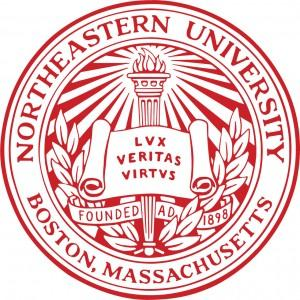 NORTHEASTERN UNIVERSITY
LVX
VERITAS
VIRTVS
FOUNDED AD 1898
BOSTON, MASSACHUSETTS